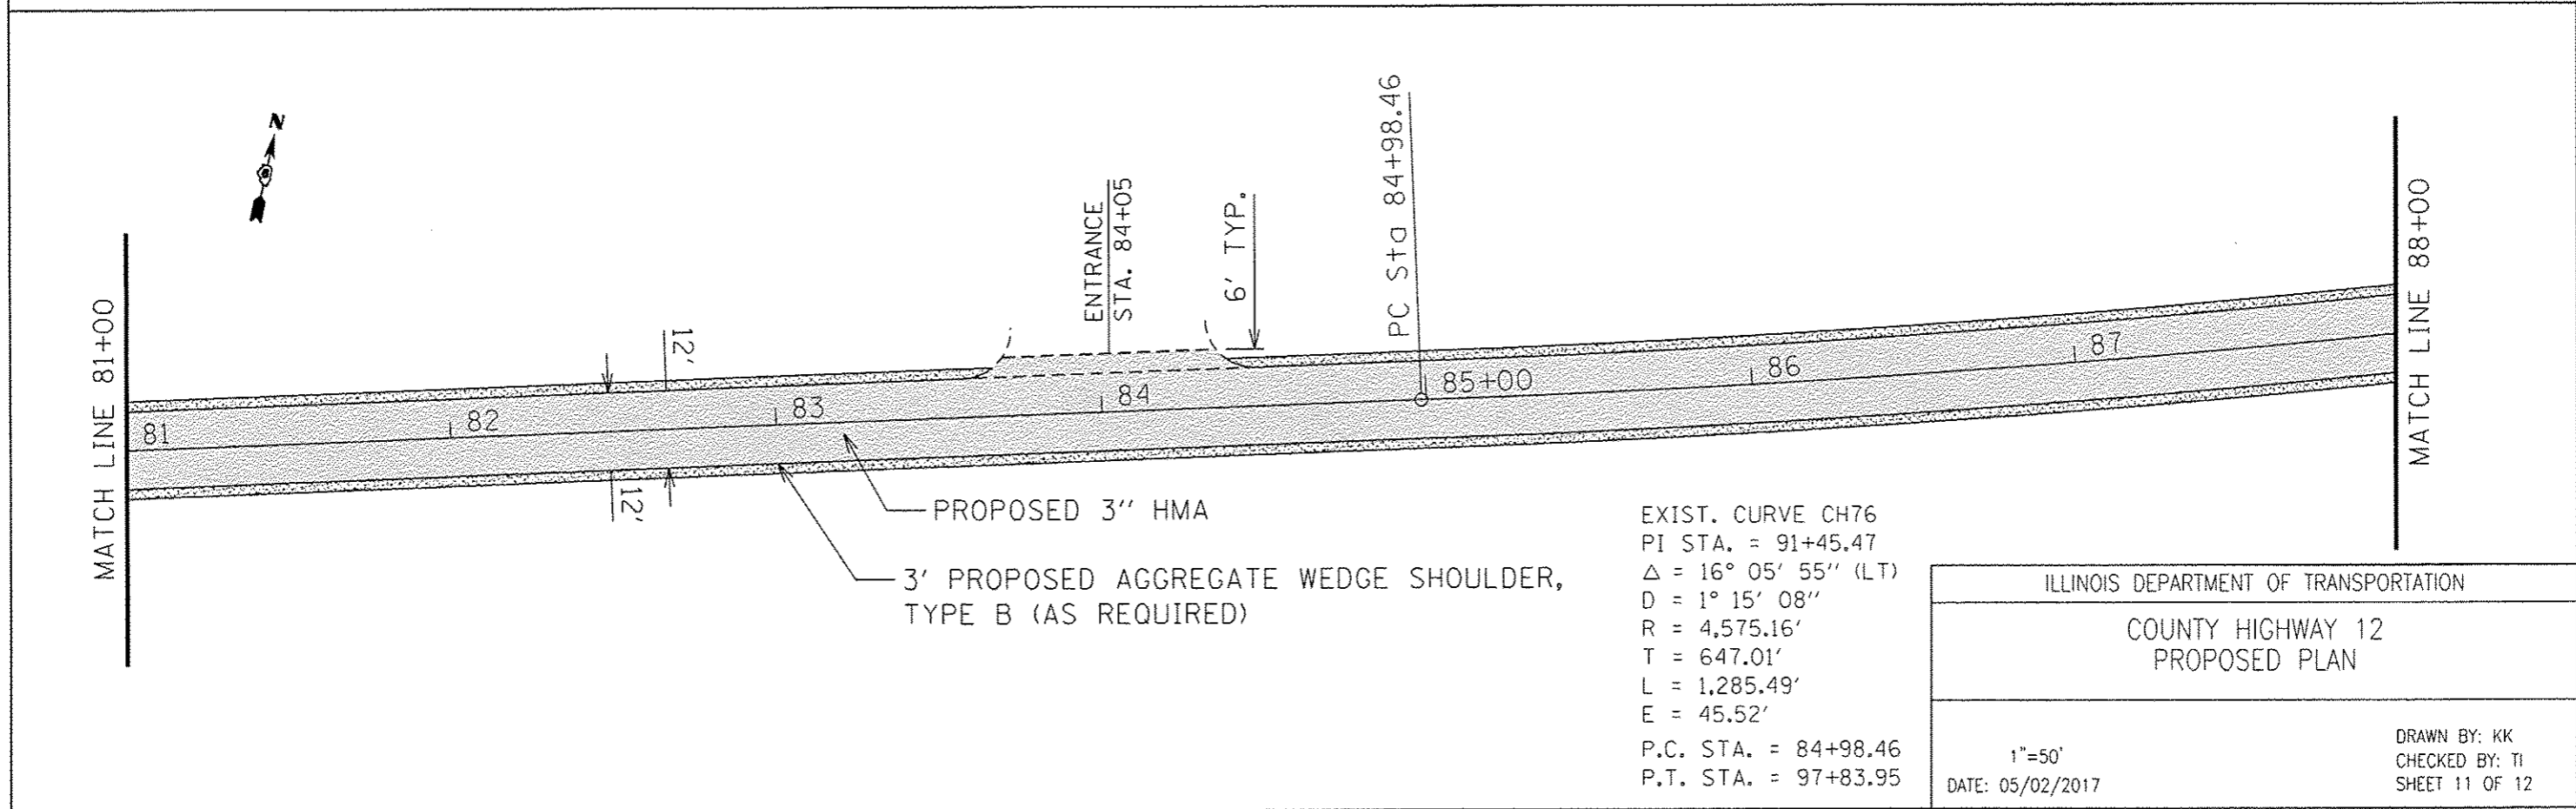 N
MATCH LINE 81+00
81
82
12'
12'
83
ENTRANCE
STA. 84+05
6' TYP.
84
PC Sta 84+98.46
85+00
86
87
MATCH LINE 88+00
PROPOSED 3" HMA
3' PROPOSED AGGREGATE WEDGE SHOULDER,
TYPE B (AS REQUIRED)
EXIST. CURVE CH76
PI STA. = 91+45.47
Δ = 16° 05' 55" (LT)
D = 1° 15' 08"
R = 4,575.16'
T = 647.01'
L = 1,285.49'
E = 45.52'
P.C. STA. = 84+98.46
P.T. STA. = 97+83.95
ILLINOIS DEPARTMENT OF TRANSPORTATION
COUNTY HIGHWAY 12
PROPOSED PLAN
1"=50'
DATE: 05/02/2017
DRAWN BY: KK
CHECKED BY: TI
SHEET 11 OF 12